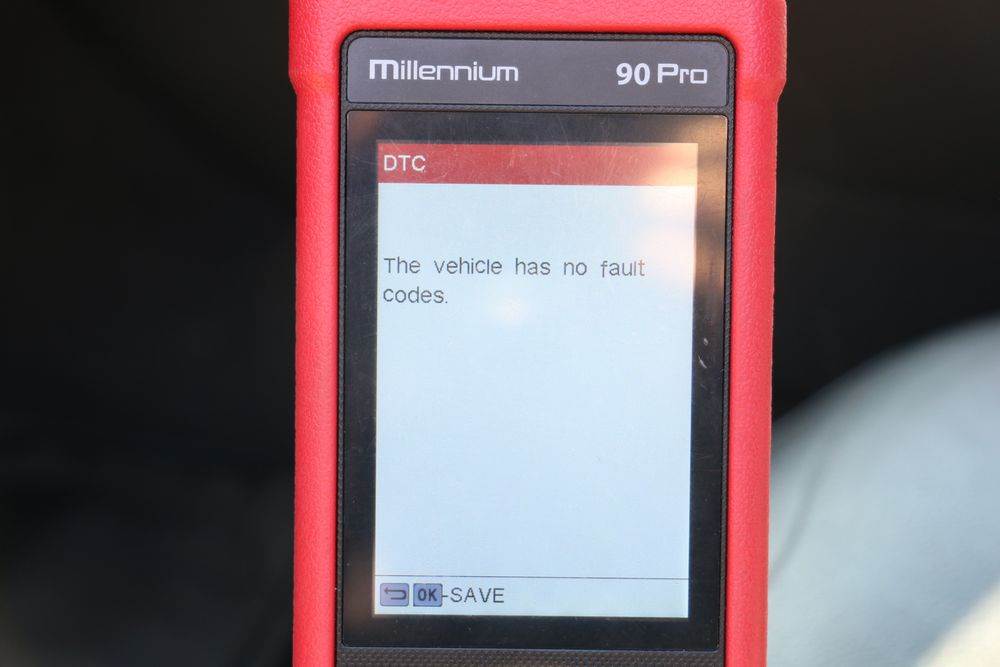 Millennium 90 Pro
DTC
The vehicle has no fault
codes.
OK-SAVE